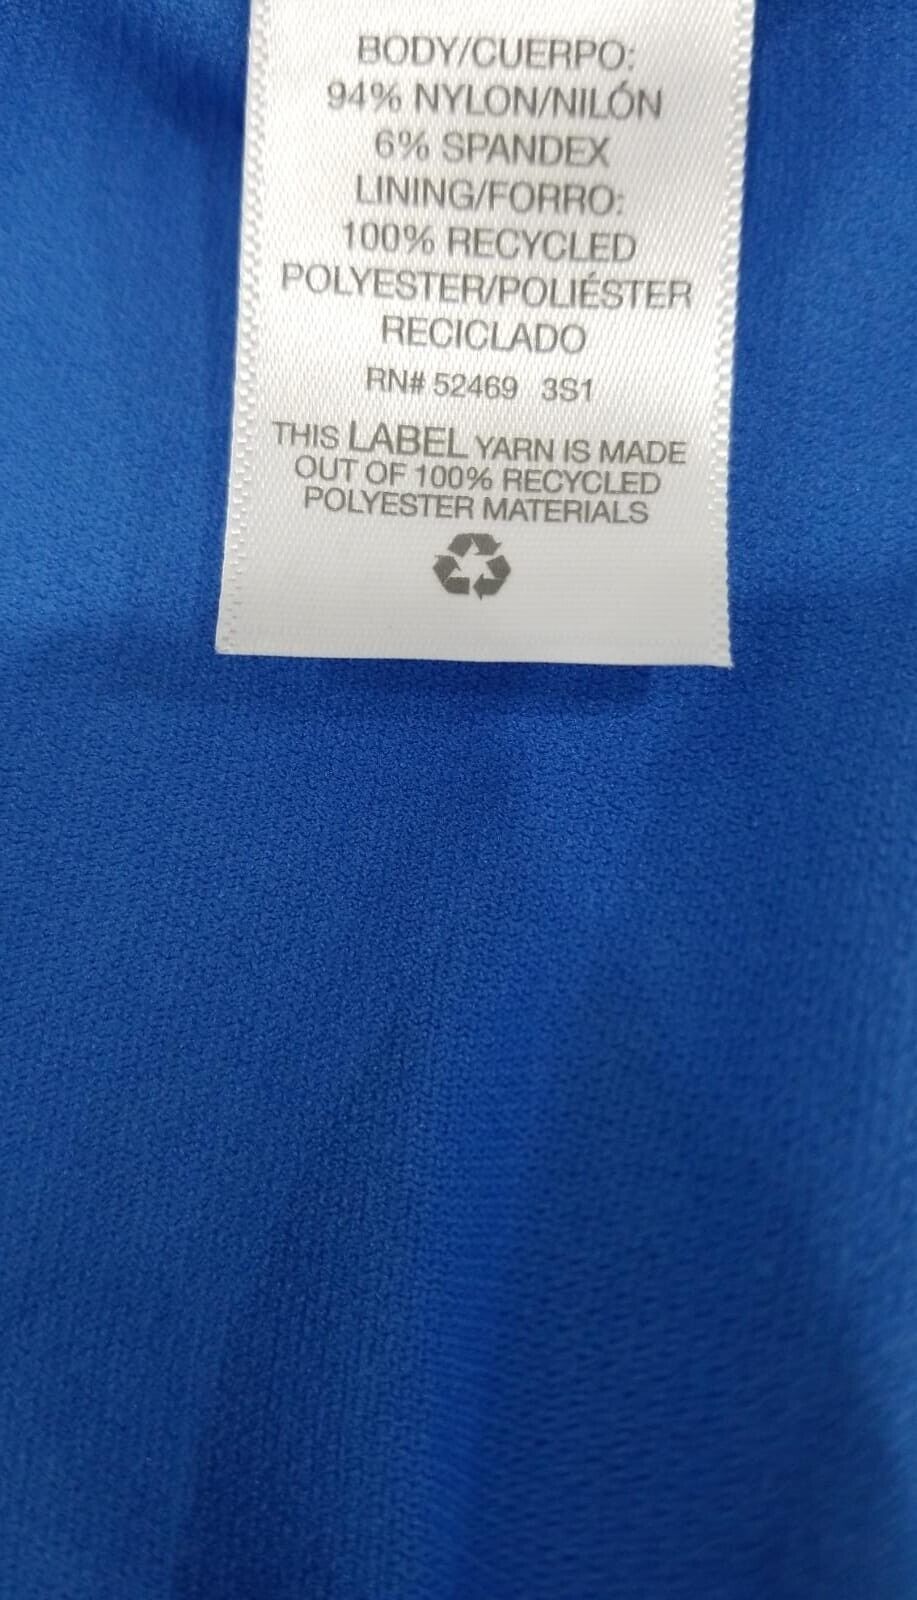 BODY/CUERPO:
94% NYLON/NILÓN
6% SPANDEX
LINING/FORRO:
100% RECYCLED
POLYESTER/POLIÉSTER
RECICLADO
RN# 52469 3S1
THIS LABEL YARN IS MADE
OUT OF 100% RECYCLED
POLYESTER MATERIALS